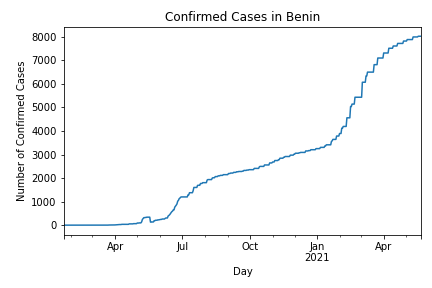 Confirmed Cases in Benin
Number of Confirmed Cases
8000
7000
6000
5000
4000
3000
2000
1000
0
Apr
Jul
Oct
Jan
2021
Apr
Day